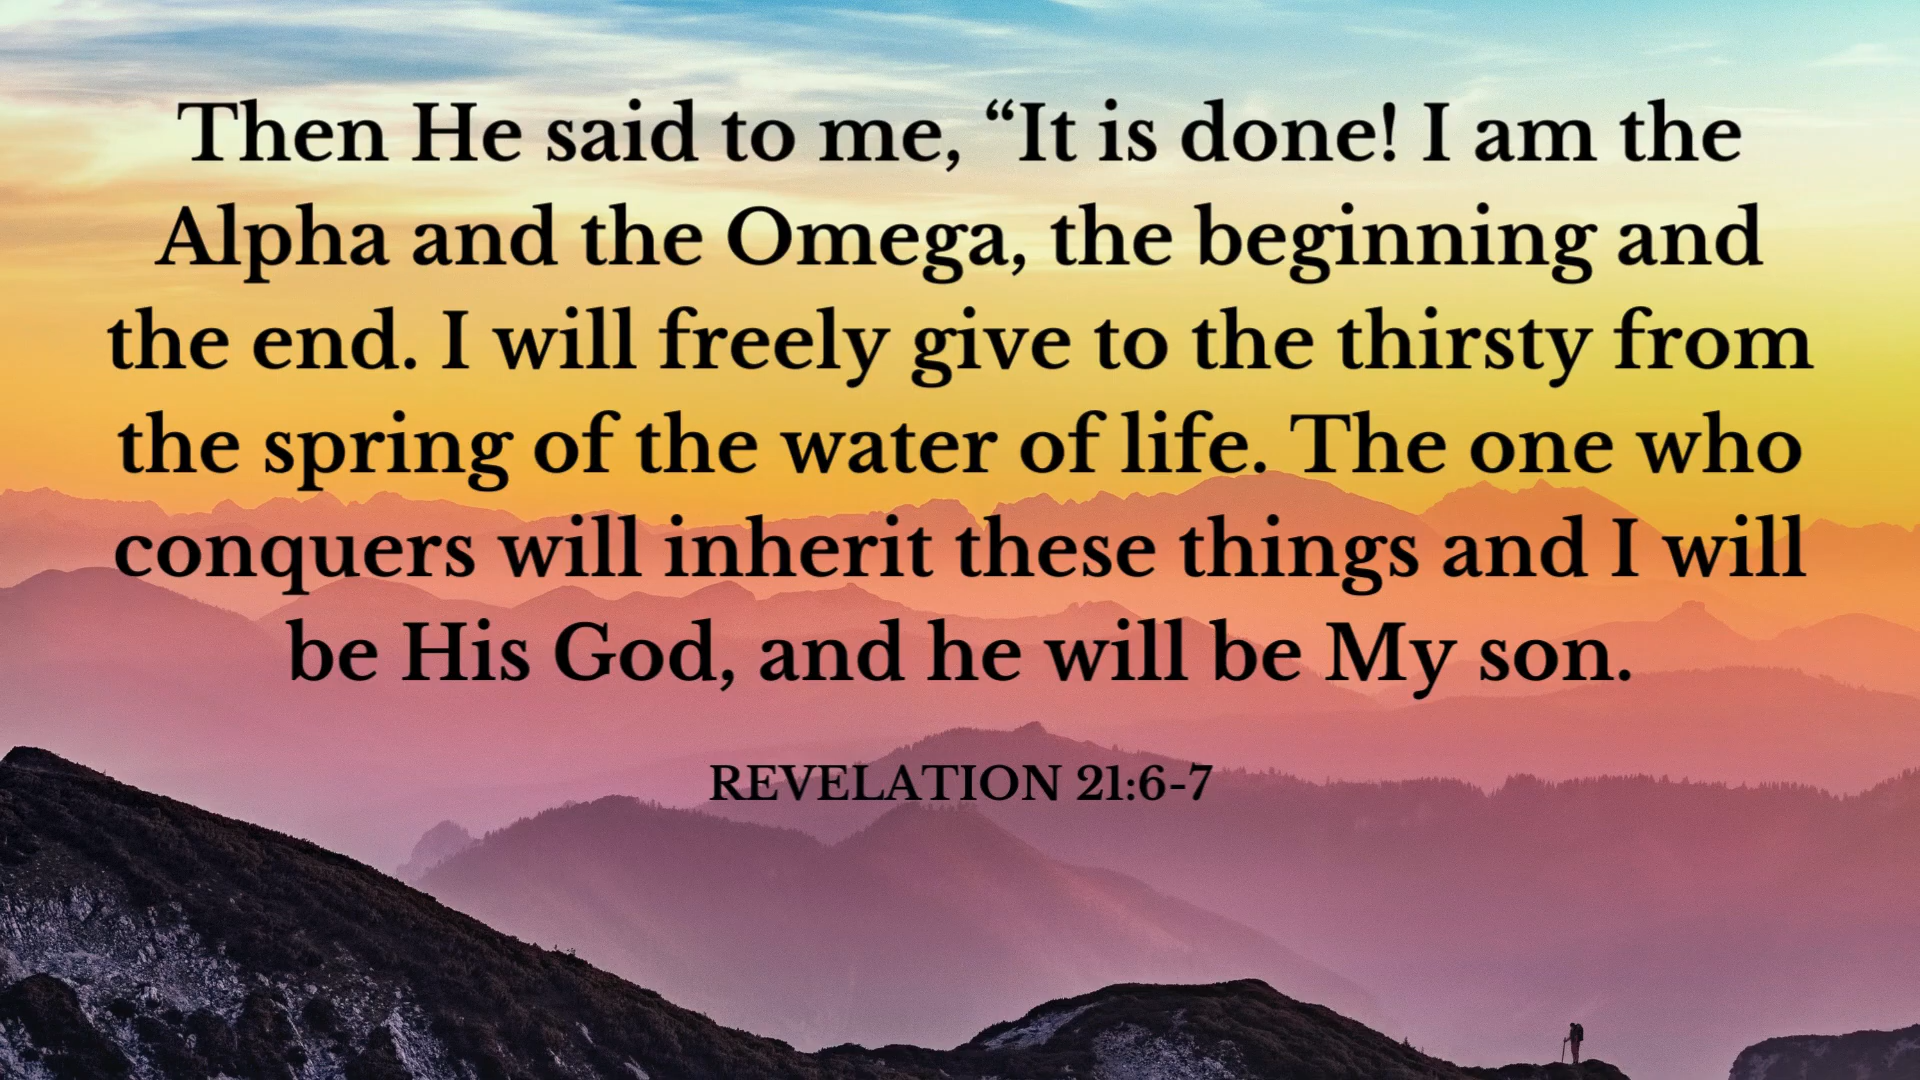 Then He said to me, “It is done! I am the
Alpha and the Omega, the beginning and
the end. I will freely give to the thirsty from
the spring of the water of life. The one who
conquers will inherit these things and I will
be His God, and he will be My son.
REVELATION 21:6-7